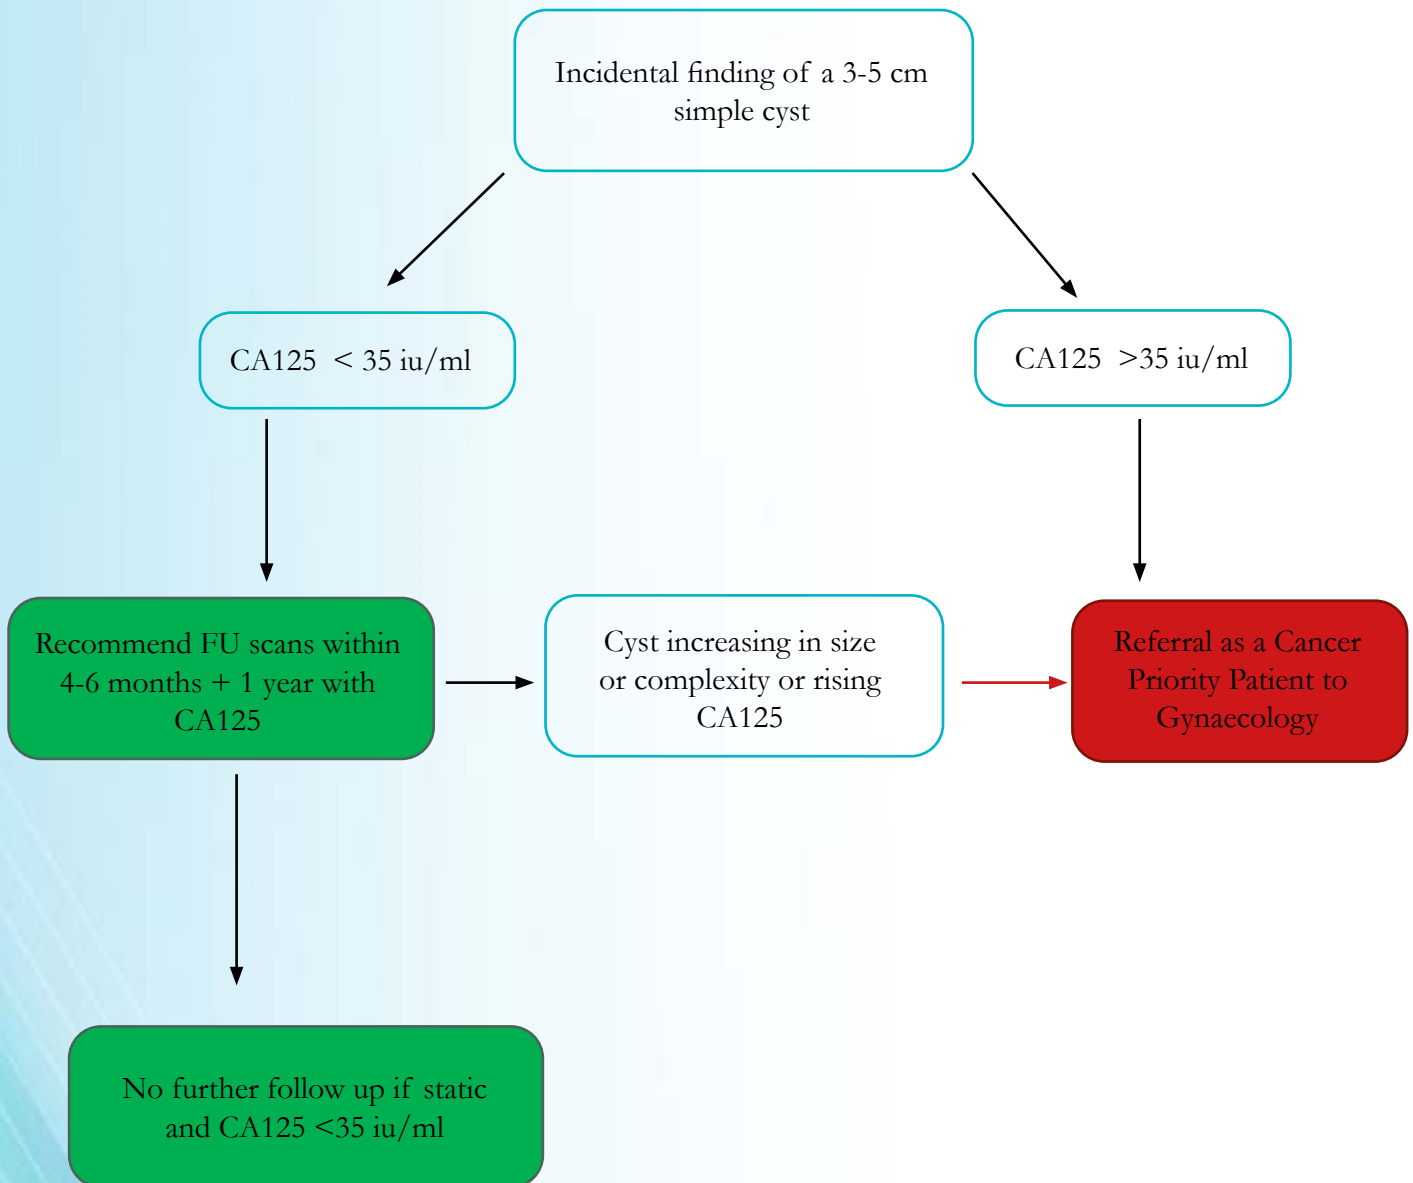 Incidental finding of a 3-5 cm
simple cyst
CA125 < 35 iu/ml
CA125 >35 iu/ml
Recommend FU scans within
4-6 months + 1 year with
CA125
Cyst increasing in size
or complexity or rising
CA125
Referral as a Cancer
Priority Patient to
Gynaecology
No further follow up if static
and CA125 <35 iu/ml